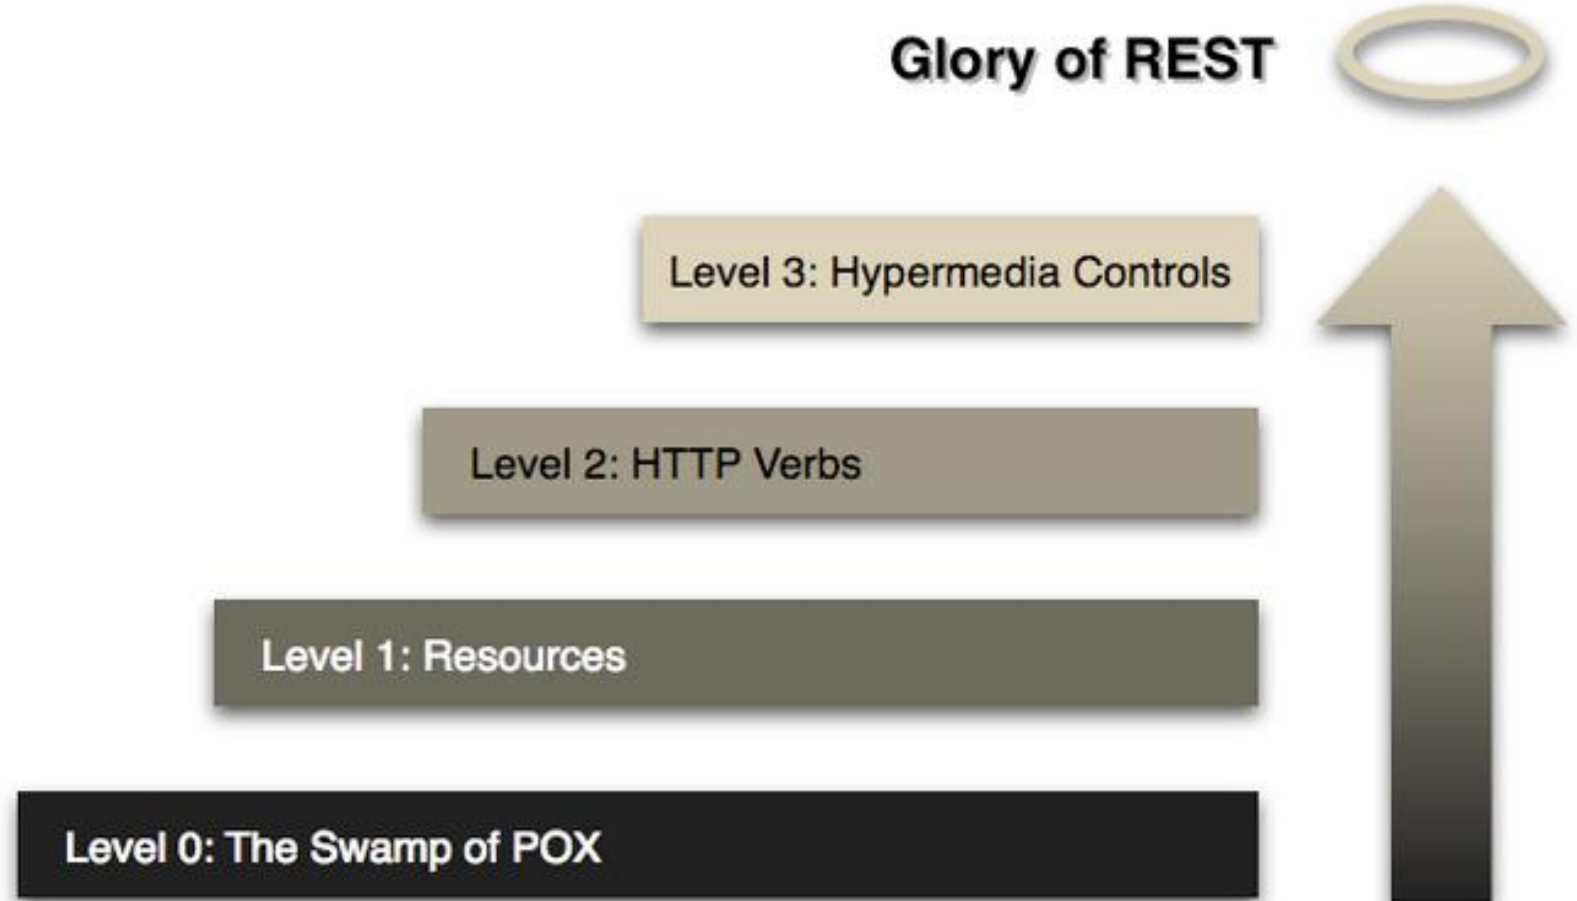 Glory of REST
Level 3: Hypermedia Controls
Level 2: HTTP Verbs
Level 1: Resources
Level 0: The Swamp of POX